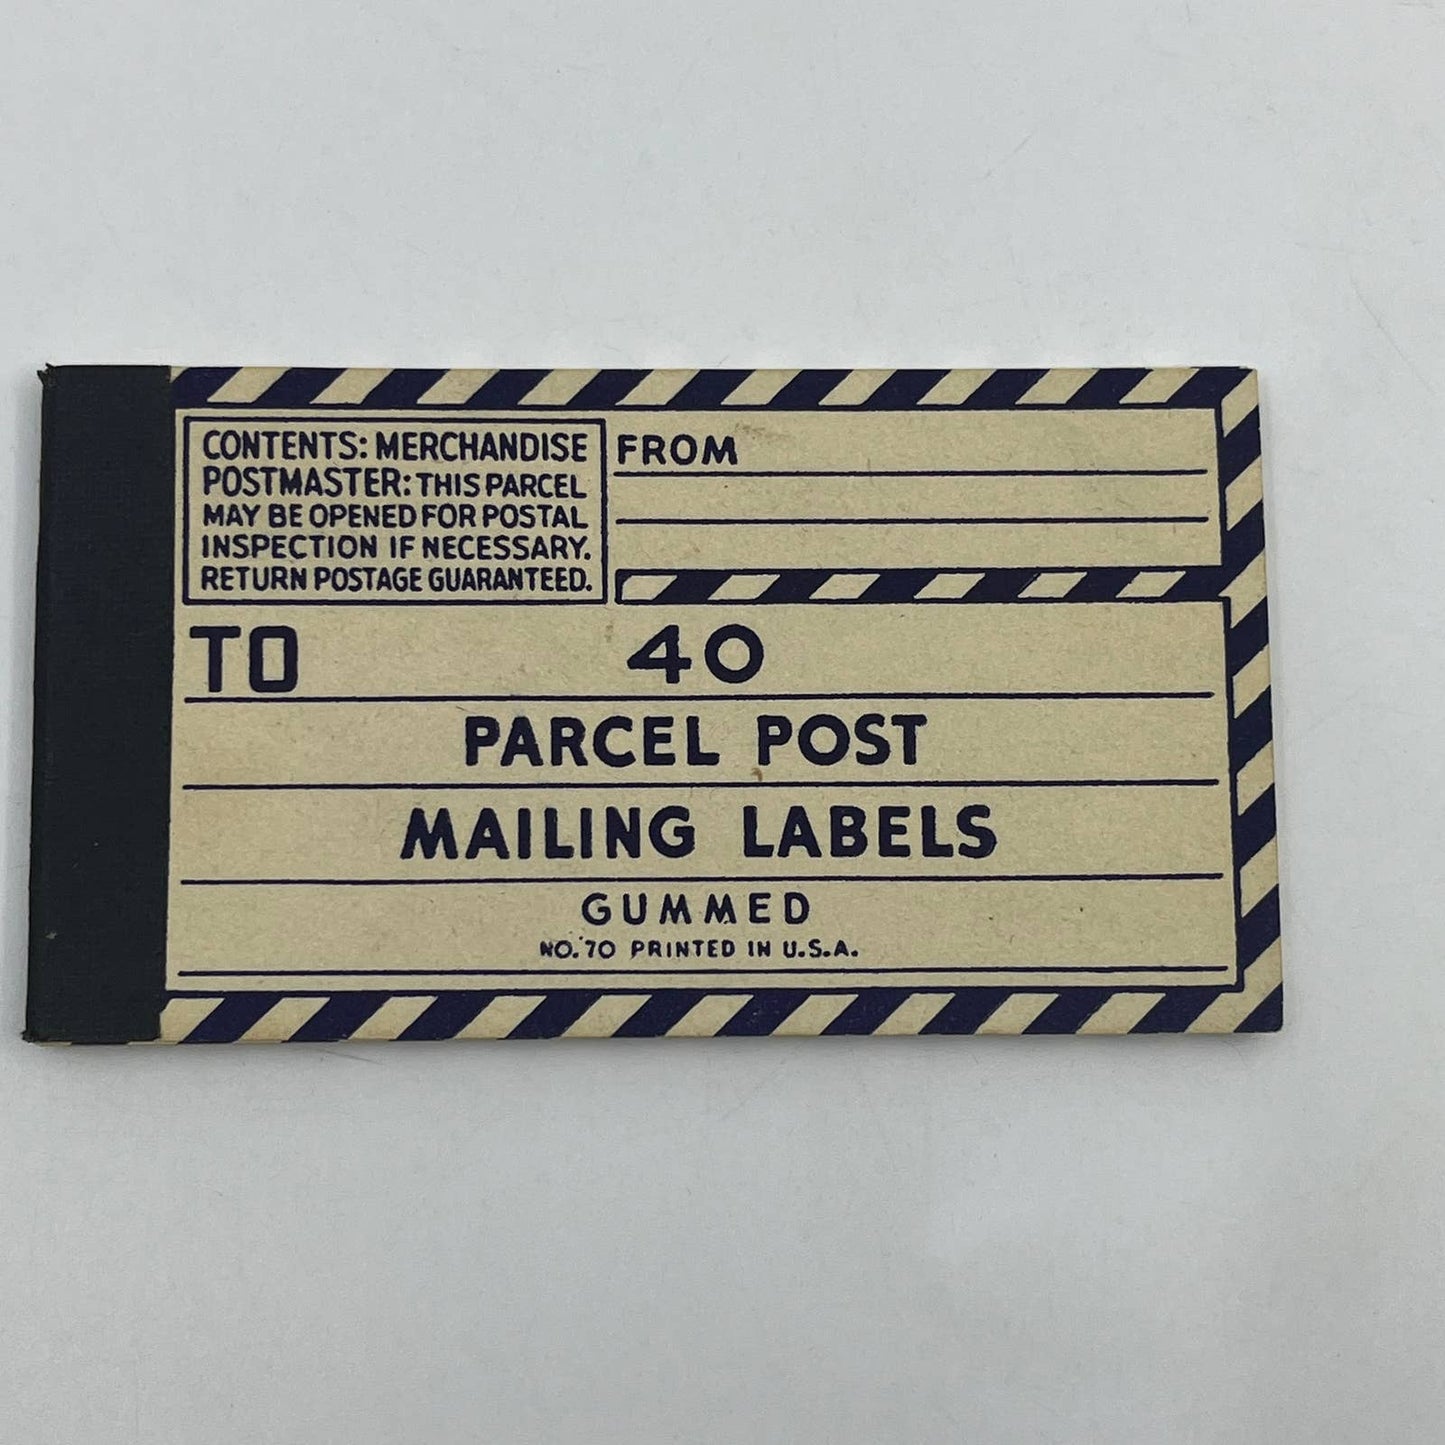 CONTENTS: MERCHANDISE
POSTMASTER: THIS PARCEL
MAY BE OPENED FOR POSTAL
INSPECTION IF NECESSARY.
RETURN POSTAGE GUARANTEED.
FROM
TO
40
PARCEL POST
MAILING LABELS
GUMMED
NO. 70 PRINTED IN U.S.A.